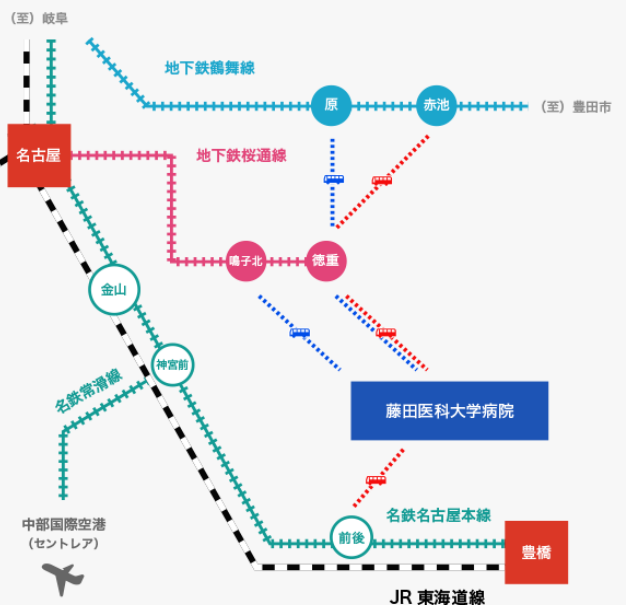 (至)岐阜
地下鉄鶴舞線
原
赤池
(至)豊田市
名古屋
地下鉄桜通線
鳴子北
徳重
金山
神宮前
名鉄常滑線
藤田医科大学病院
中部国際空港
(セントレア)
前後
名鉄名古屋本線
豊橋
JR 東海道線